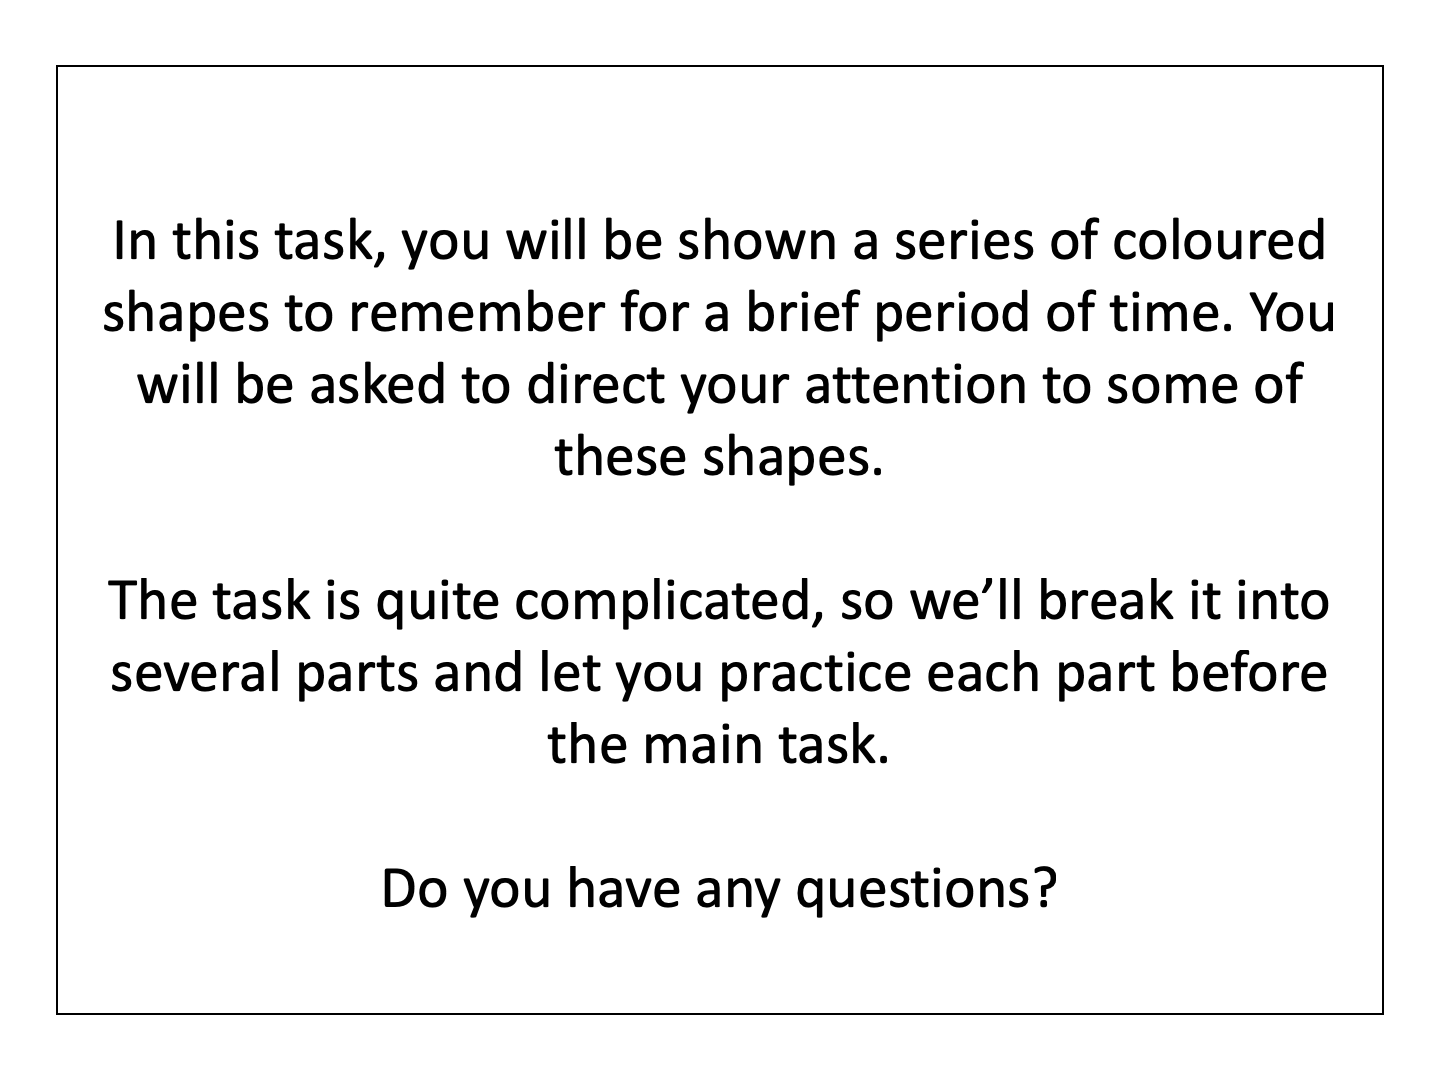 In this task, you will be shown a series of coloured
shapes to remember for a brief period of time. You
will be asked to direct your attention to some of
these shapes.
The task is quite complicated, so we’ll break it into
several parts and let you practice each part before
the main task.
Do you have any questions?